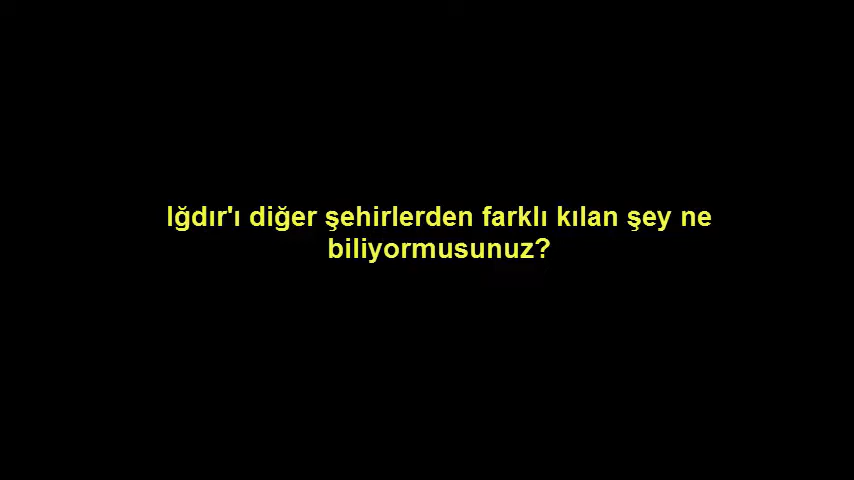 Iğdır'ı diğer şehirlerden farklı kılan şey ne
biliyormusunuz?